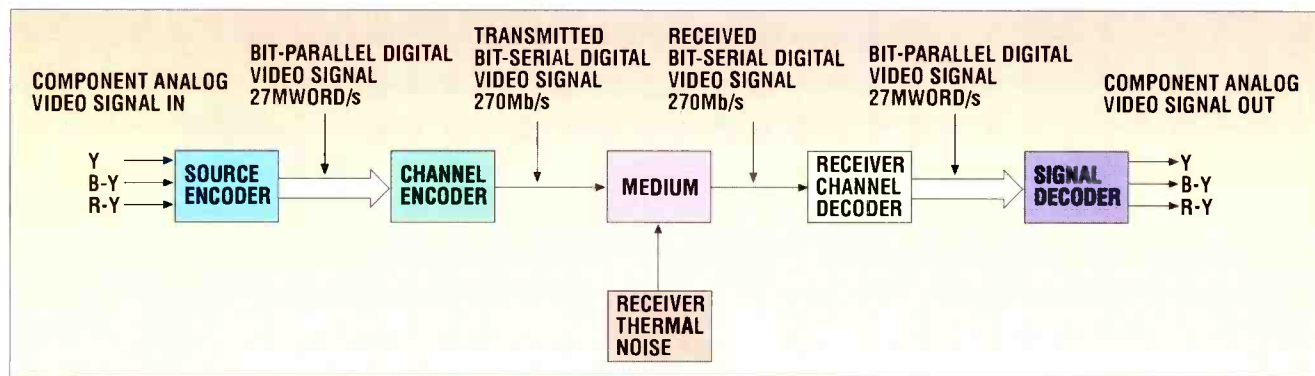 COMPONENT ANALOG
VIDEO SIGNAL IN
BIT-PARALLEL DIGITAL
VIDEO SIGNAL
27MWORD/s
TRANSMITTED
BIT-SERIAL DIGITAL
VIDEO SIGNAL
270Mb/s
RECEIVED
BIT-SERIAL DIGITAL
VIDEO SIGNAL
270Mb/s
BIT-PARALLEL DIGITAL
VIDEO SIGNAL
27MWORD/s
COMPONENT ANALOG
VIDEO SIGNAL OUT
Y
B-Y
R-Y
SOURCE
ENCODER
CHANNEL
ENCODER
MEDIUM
RECEIVER
CHANNEL
DECODER
SIGNAL
DECODER
Y
B-Y
R-Y
RECEIVER
THERMAL
NOISE